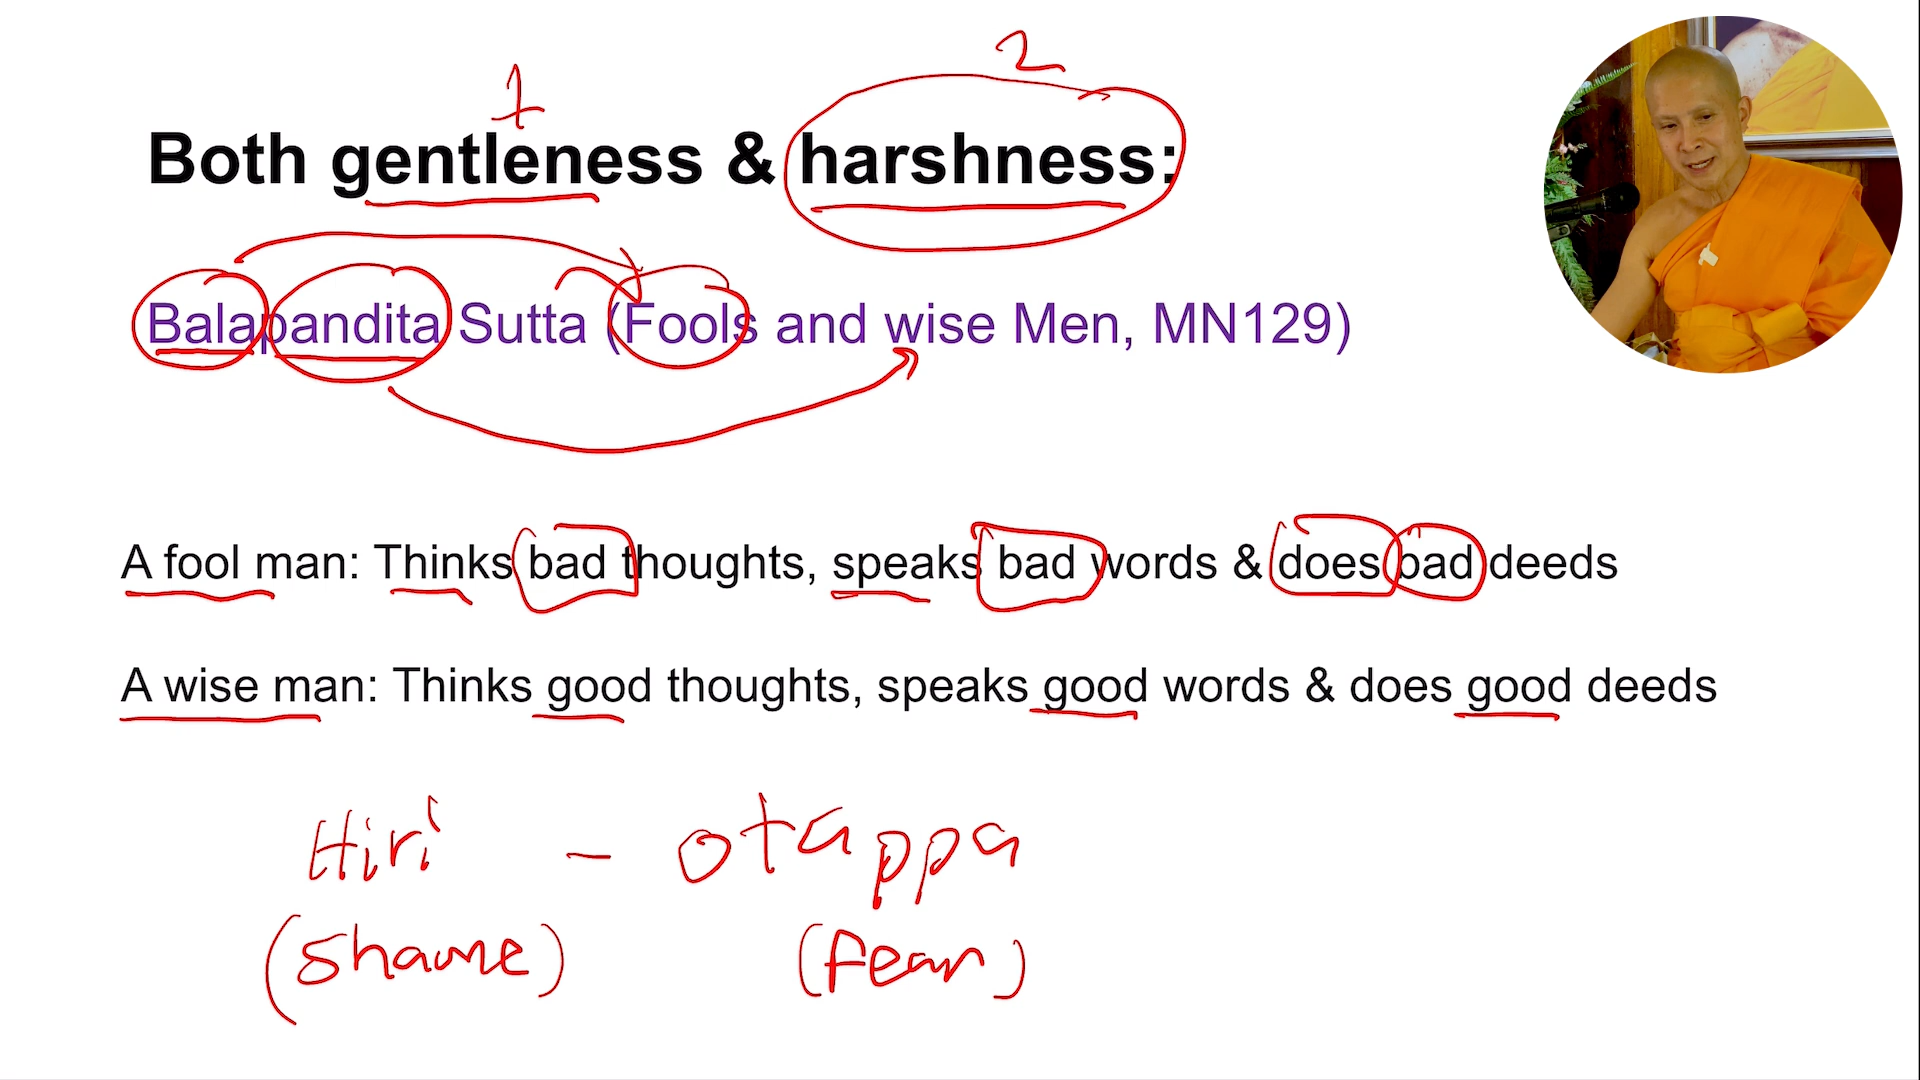 1 2
Both gentleness & harshness:
Balapandita Sutta (Fools and wise Men, MN129)
A fool man: Thinks bad thoughts, speaks bad words & does bad deeds
A wise man: Thinks good thoughts, speaks good words & does good deeds
Hiri - otappa
(shame) (fear)